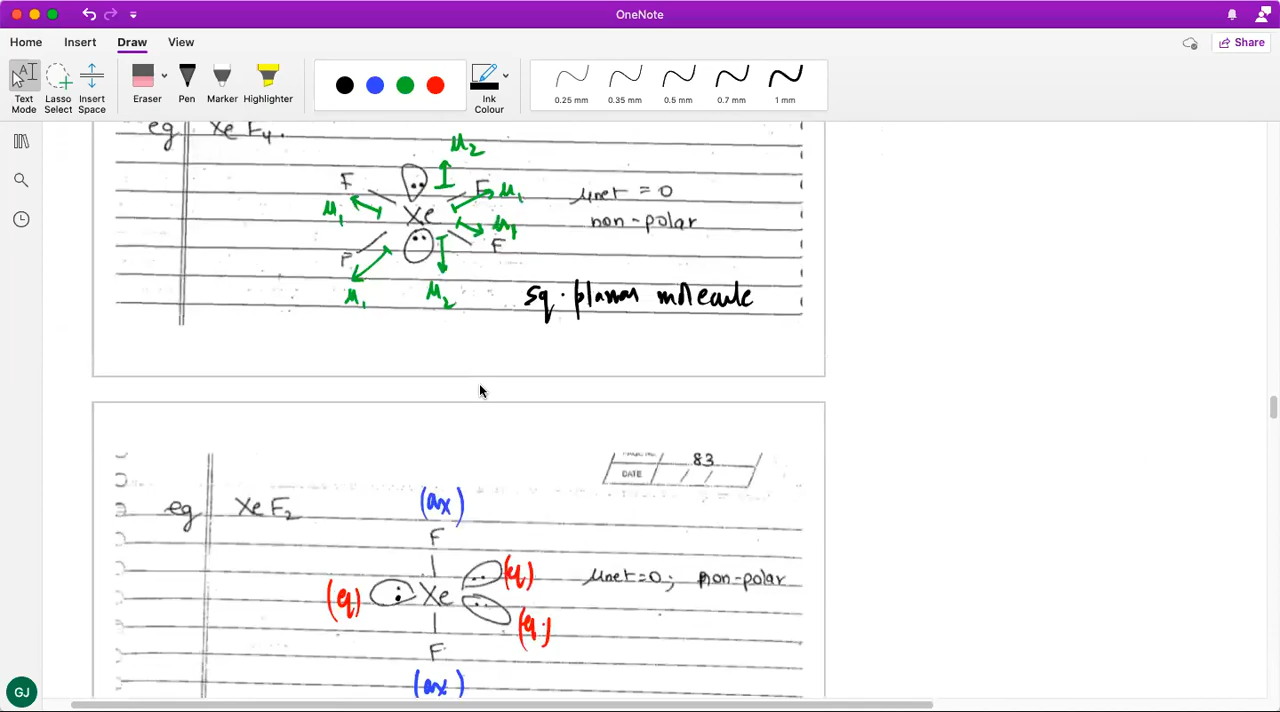 OneNote
Home Insert Draw View
Share
Text Mode
Lasso Select
Insert Space
Eraser
Pen
Marker
Highlighter
Ink Colour
0.25 mm
0.35 mm
0.5 mm
0.7 mm
1 mm
eg XeF4.
μ2
F F μ1
μ1 Xe μ1
F F
μ1 μ2
μnet = 0
non-polar
sq. planar molecule
83
DATE / /
eg XeF2
(ax)
F
(eq) : Xe (eq)
(eq.)
F
(ax)
μnet=0; non-polar
GJ